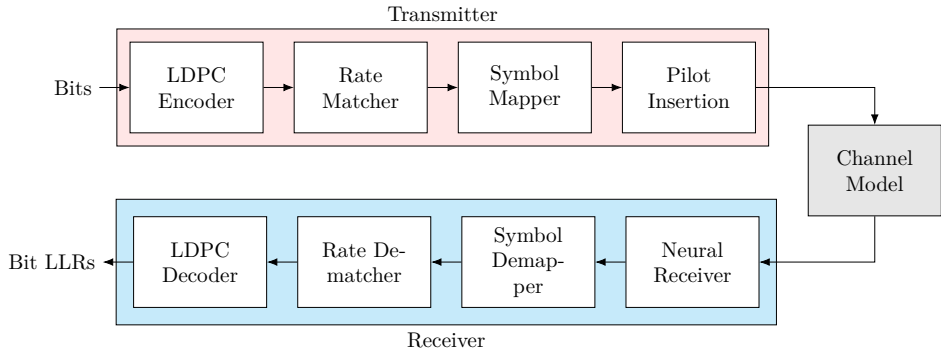 Transmitter
Bits
LDPC
Encoder
Rate
Matcher
Symbol
Mapper
Pilot
Insertion
Channel
Model
Bit LLRs
LDPC
Decoder
Rate De-
matcher
Symbol
Demap-
per
Neural
Receiver
Receiver